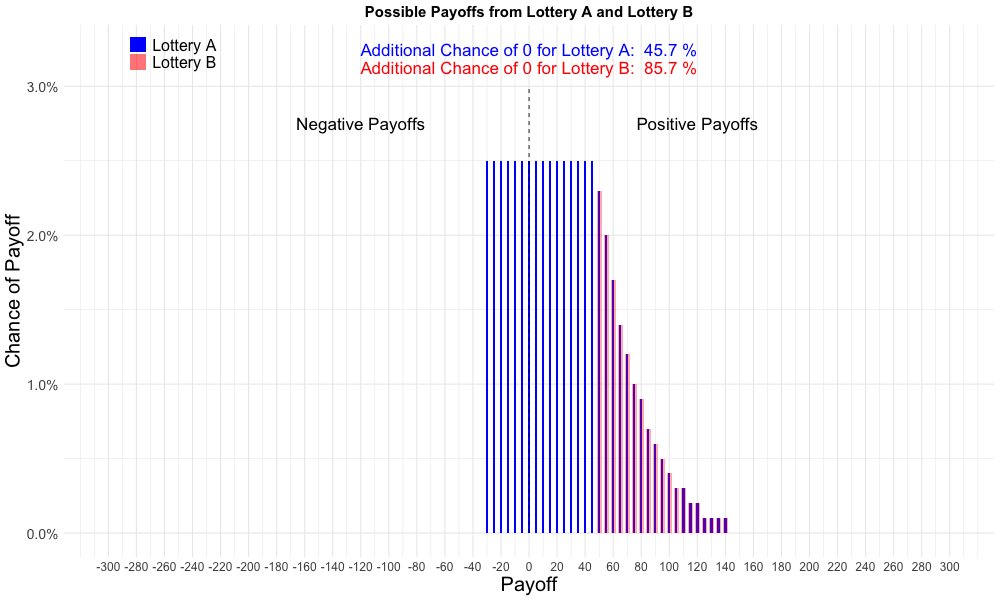 Possible Payoffs from Lottery A and Lottery B
Lottery A
Lottery B
Additional Chance of 0 for Lottery A: 45.7 %
Additional Chance of 0 for Lottery B: 85.7 %
Negative Payoffs
Positive Payoffs
Chance of Payoff
3.0%
2.0%
1.0%
0.0%
-300 -280 -260 -240 -220 -200 -180 -160 -140 -120 -100 -80 -60 -40 -20 0 20 40 60 80 100 120 140 160 180 200 220 240 260 280 300
Payoff